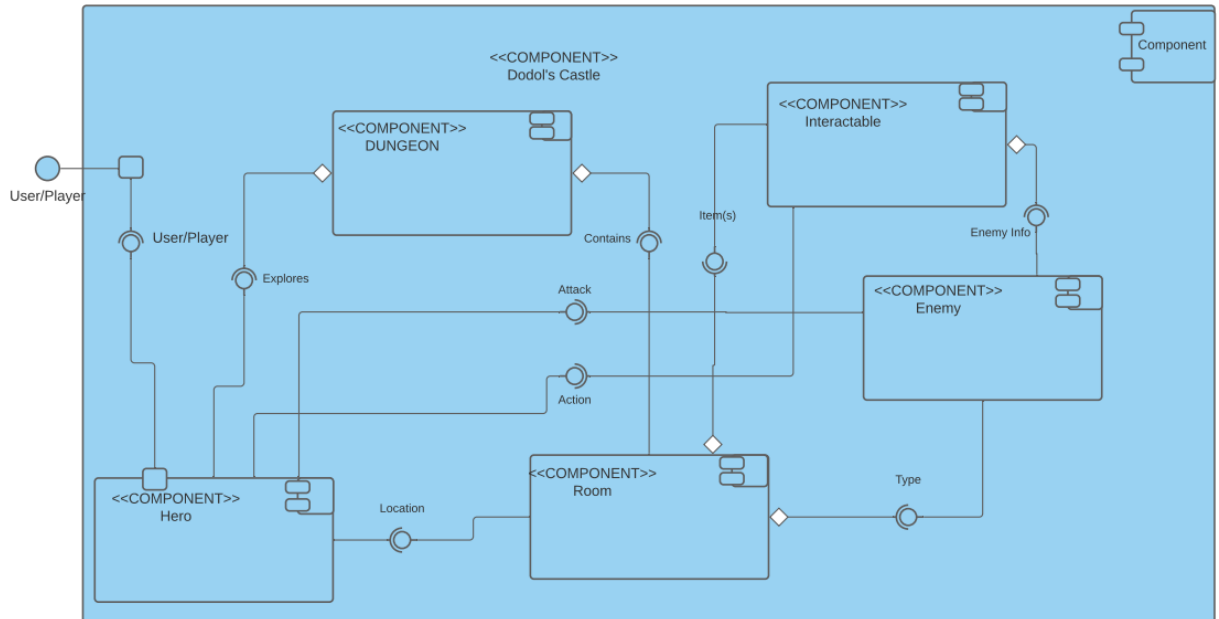 <<COMPONENT>>
Dodol's Castle
Component
<<COMPONENT>>
DUNGEON
<<COMPONENT>>
Interactable
User/Player
User/Player
Explores
Contains
Item(s)
Enemy Info
<<COMPONENT>>
Enemy
Attack
Action
<<COMPONENT>>
Hero
Location
<<COMPONENT>>
Room
Type